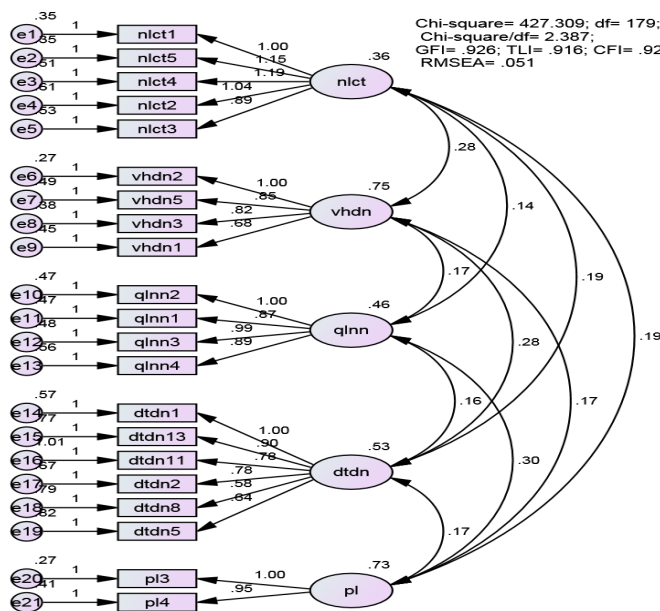 Chi-square= 427.309; df= 179;
Chi-square/df= 2.387;
GFI= .926; TLI= .916; CFI= .92
RMSEA= .051
.35
e1 1 nlct1 1.00
.35
e2 1 nlct5 1.15
.51
e3 1 nlct4 1.19
.51
e4 1 nlct2 1.04
.53
e5 1 nlct3 .89
nlct .36
.27
e6 1 vhdn2 1.00
.49
e7 1 vhdn5 .85
.38
e8 1 vhdn3 .82
.45
e9 1 vhdn1 .68
vhdn .75
.47
e10 1 qlnn2 1.00
.47
e11 1 qlnn1 .87
.48
e12 1 qlnn3 .99
.56
e13 1 qlnn4 .89
qlnn .46
.57
e14 1 dtdn1 1.00
.77
e15 1 dtdn13 .90
1.01
e16 1 dtdn11 .78
.67
e17 1 dtdn2 .78
.79
e18 1 dtdn8 .58
.82
e19 1 dtdn5 .64
dtdn .53
.27
e20 1 pl3 1.00
.41
e21 1 pl4 .95
pl .73
.28
.14
.17
.19
.19
.28
.17
.16
.30
.17